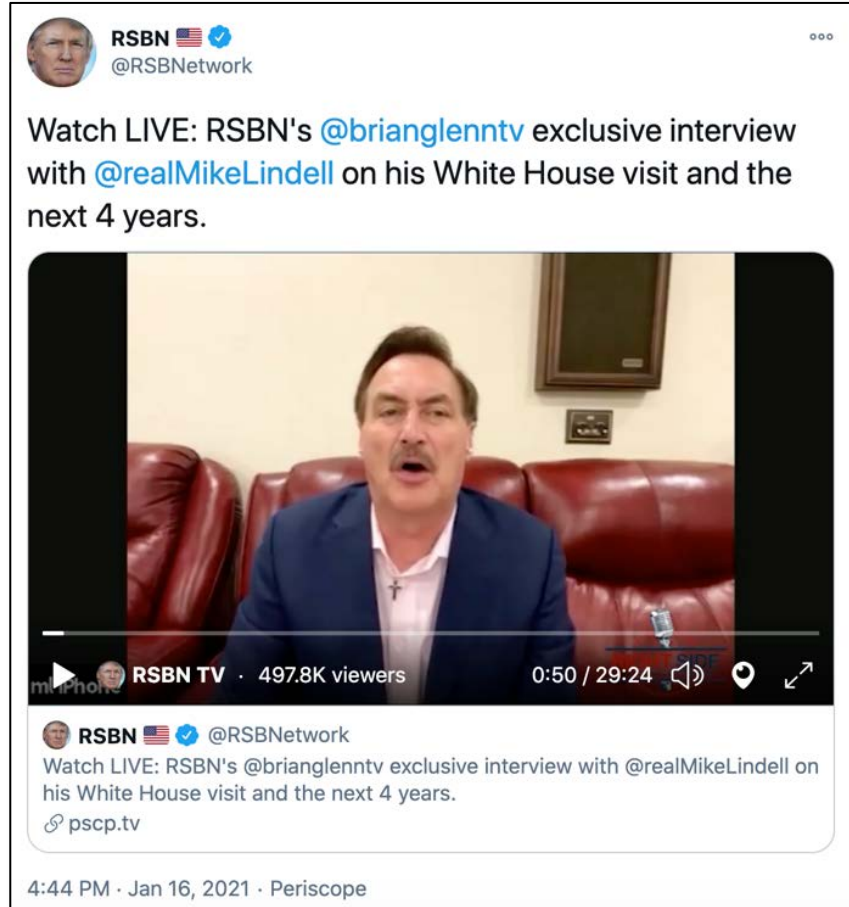 RSBN
@RSBNetwork
Watch LIVE: RSBN's @brianglenntv exclusive interview
with @realMikeLindell on his White House visit and the
next 4 years.
RSBN TV · 497.8K viewers
0:50 / 29:24
SIDE
RSBN @RSBNetwork
Watch LIVE: RSBN's @brianglenntv exclusive interview with @realMikeLindell on
his White House visit and the next 4 years.
pscp.tv
4:44 PM · Jan 16, 2021 · Periscope